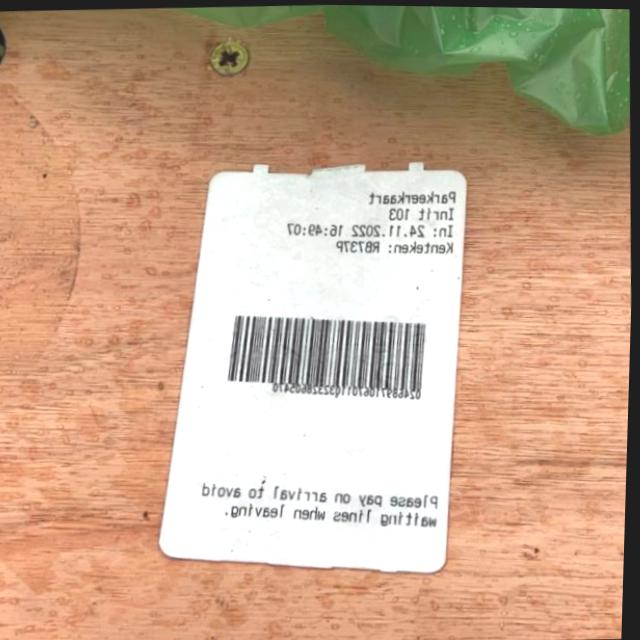 Parkeerkaart
Inrit 103
In: 24.11.2022 16:49:07
Kenteken: R8737P
Please pay on arrival to avoid
waiting lines when leaving.